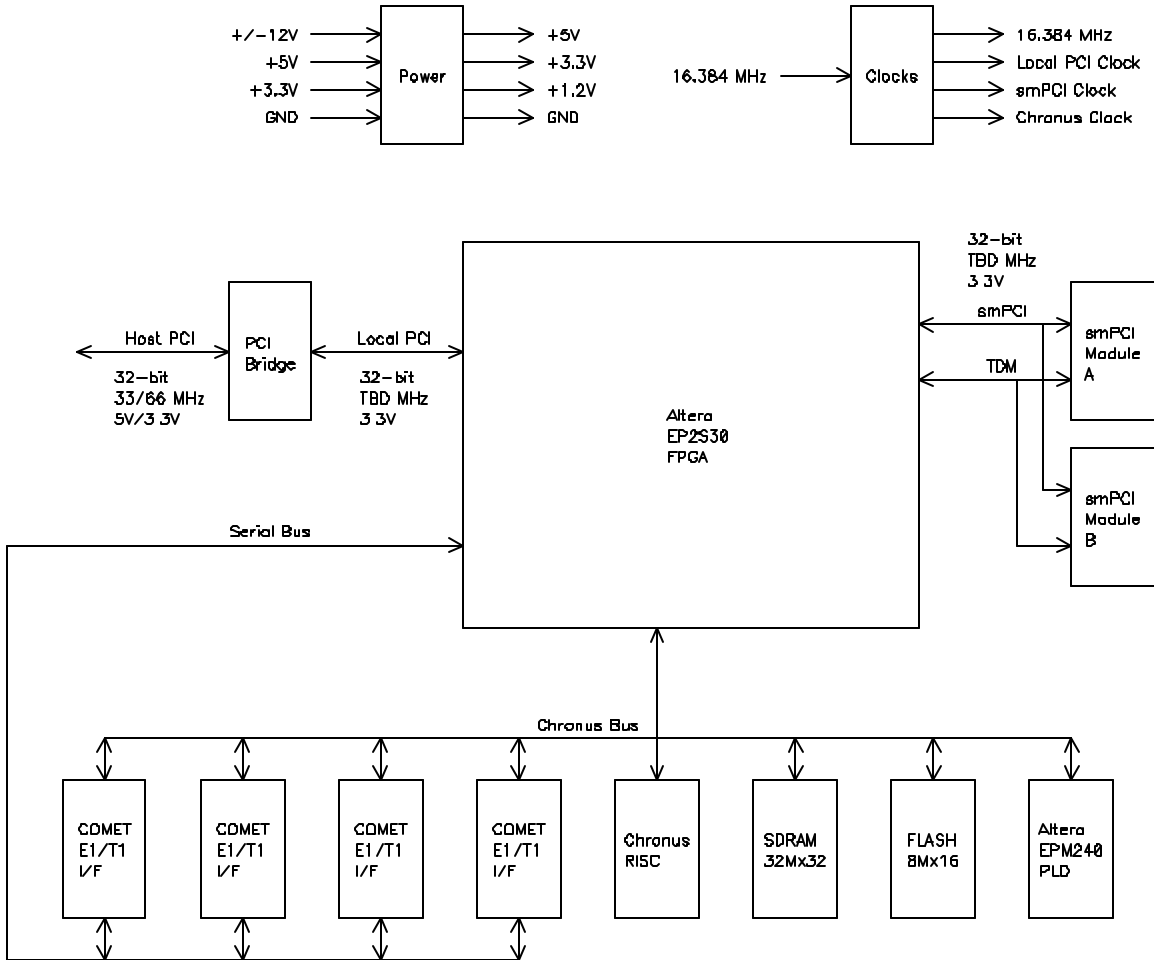 +/-12V
+5V
+3.3V
GND
Power
+5V
+3.3V
+1.2V
GND
16.384 MHz
Clocks
16.384 MHz
Local PCI Clock
smPCI Clock
Chronus Clock
Host PCI
32-bit
33/66 MHz
5V/3.3V
PCI
Bridge
Local PCI
32-bit
TBD MHz
3.3V
Altera
EP2S30
FPGA
32-bit
TBD MHz
3.3V
smPCI
TDM
smPCI
Module
A
smPCI
Module
B
Serial Bus
Chronus Bus
COMET
E1/T1
I/F
COMET
E1/T1
I/F
COMET
E1/T1
I/F
COMET
E1/T1
I/F
Chronus
RISC
SDRAM
32Mx32
FLASH
8Mx16
Altera
EPM240
PLD